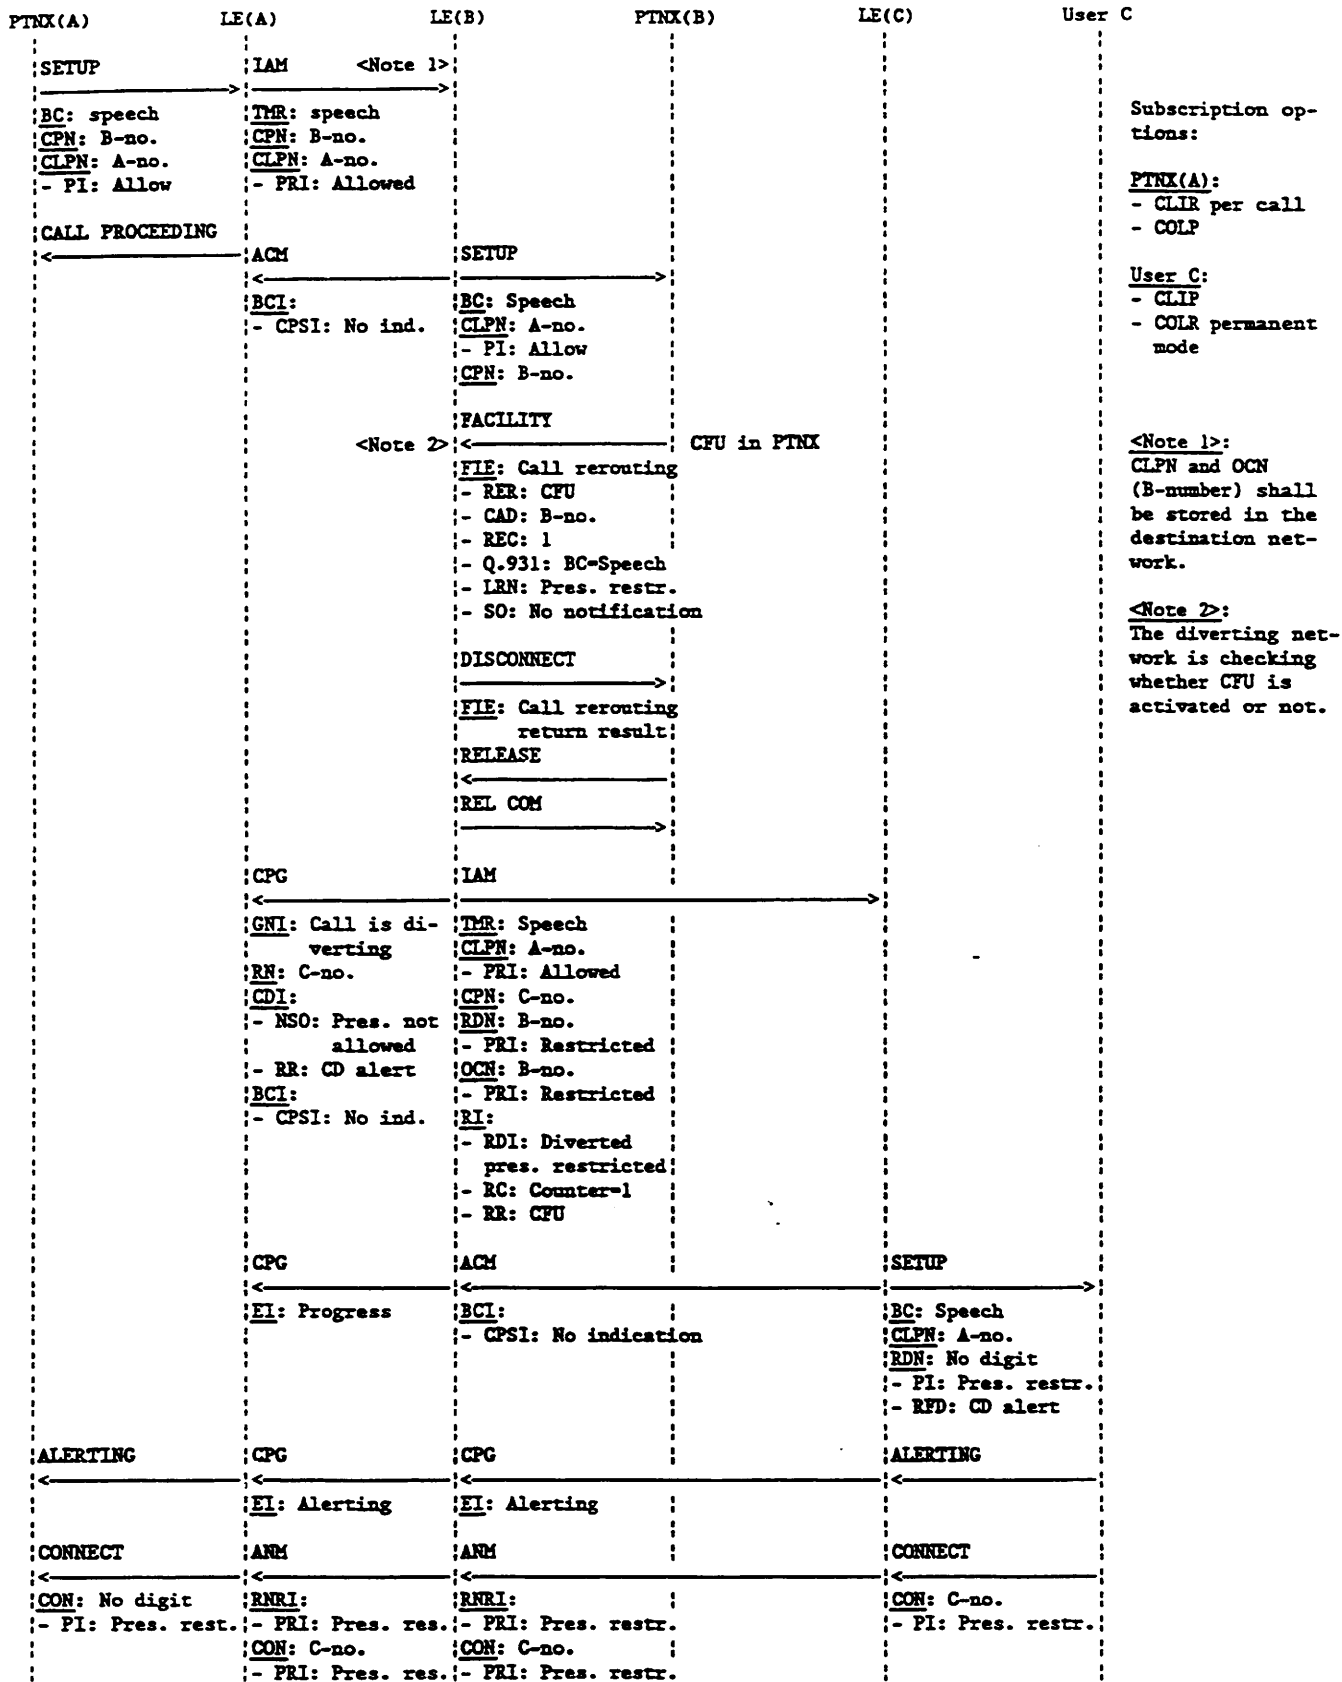 PTNX(A) LE(A) LE(B) PTNX(B) LE(C) User C
SETUP IAM <Note 1>
BC: speech TMR: speech
CPN: B-no. CPN: B-no.
CLPN: A-no. CLPN: A-no.
- PI: Allow - PRI: Allowed
Subscription op-
tions:
PTNX(A):
- CLIR per call
- COLP
User C:
- CLIP
- COLR permanent
mode
CALL PROCEEDING
ACM SETUP
BCI: BC: Speech
- CPSI: No ind. CLPN: A-no.
- PI: Allow
CPN: B-no.
FACILITY
<Note 2> CFU in PTNX
FIE: Call rerouting
- RER: CFU
- CAD: B-no.
- REC: 1
- Q.931: BC=Speech
- LRN: Pres. restr.
- SO: No notification
<Note 1>:
CLPN and OCN
(B-number) shall
be stored in the
destination net-
work.
<Note 2>:
The diverting net-
work is checking
whether CFU is
activated or not.
DISCONNECT
FIE: Call rerouting
return result
RELEASE
REL COM
CPG IAM
GNI: Call is di- TMR: Speech
verting CLPN: A-no.
RN: C-no. - PRI: Allowed
CDI: CPN: C-no.
- NSO: Pres. not RDN: B-no.
allowed - PRI: Restricted
- RR: CD alert OCN: B-no.
BCI: - PRI: Restricted
- CPSI: No ind. RI:
- RDI: Diverted
pres. restricted
- RC: Counter=1
- RR: CFU
CPG ACM SETUP
EI: Progress BCI: BC: Speech
- CPSI: No indication CLPN: A-no.
RDN: No digit
- PI: Pres. restr.
- RFD: CD alert
ALERTING CPG CPG ALERTING
EI: Alerting EI: Alerting
CONNECT ANM ANM CONNECT
CON: No digit RNRI: RNRI: CON: C-no.
- PI: Pres. rest. - PRI: Pres. res. - PRI: Pres. restr. - PI: Pres. restr.
CON: C-no. CON: C-no.
- PRI: Pres. res. - PRI: Pres. restr.